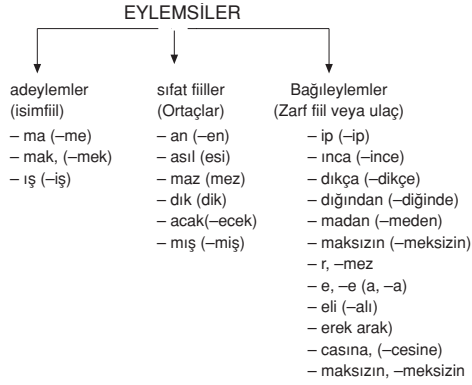 EYLEMSİLER
adeylemler
(isimfiil)
– ma (–me)
– mak, (–mek)
– ış (–iş)
sıfat fiiller
(Ortaçlar)
– an (–en)
– asıl (esi)
– maz (mez)
– dık (dik)
– acak(–ecek)
– mış (–miş)
Bağıleylemler
(Zarf fiil veya ulaç)
– ip (–ip)
– ınca (–ince)
– dıkça (–dikçe)
– dığından (–diğinde)
– madan (–meden)
– maksızın (–meksizin)
– r, –mez
– e, –e (a, –a)
– eli (–alı)
– erek arak)
– casına, (–cesine)
– maksızın, –meksizin